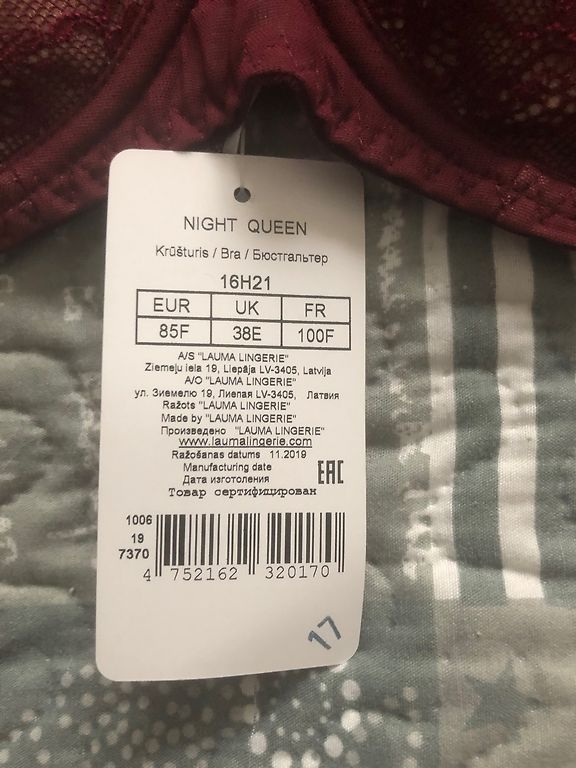 NIGHT QUEEN
Krūšturis / Bra / Бюстгальтер
16H21
EUR UK FR
85F 38E 100F
A/S "LAUMA LINGERIE"
Ziemeļu iela 19, Liepāja LV-3405, Latvija
A/O "LAUMA LINGERIE"
ул. Зиемелю 19, Лиепая LV-3405, Латвия
Ražots "LAUMA LINGERIE"
Made by "LAUMA LINGERIE"
Произведено "LAUMA LINGERIE"
www.laumalingerie.com
Ražošanas datums 11.2019
Manufacturing date
Дата изготоления
EAC
Товар сертифицирован
1006
19
7370
4 752162 320170
17